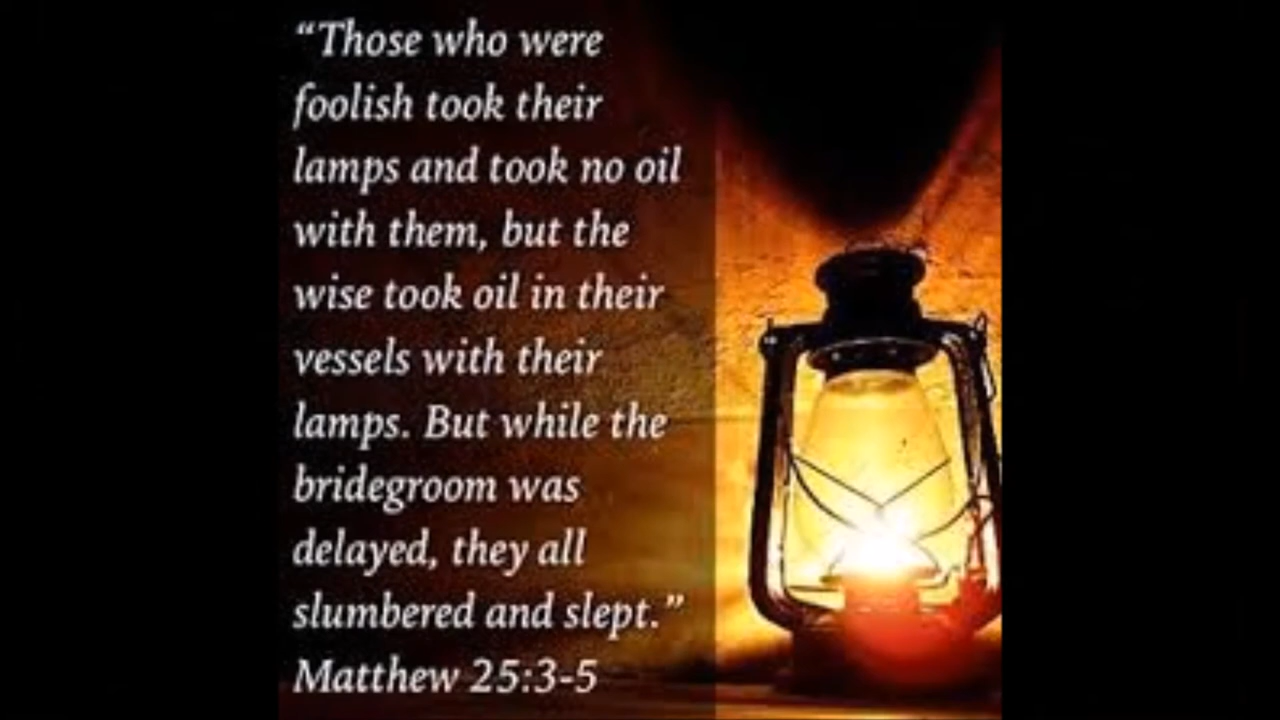 “Those who were
foolish took their
lamps and took no oil
with them, but the
wise took oil in their
vessels with their
lamps. But while the
bridegroom was
delayed, they all
slumbered and slept.”
Matthew 25:3-5